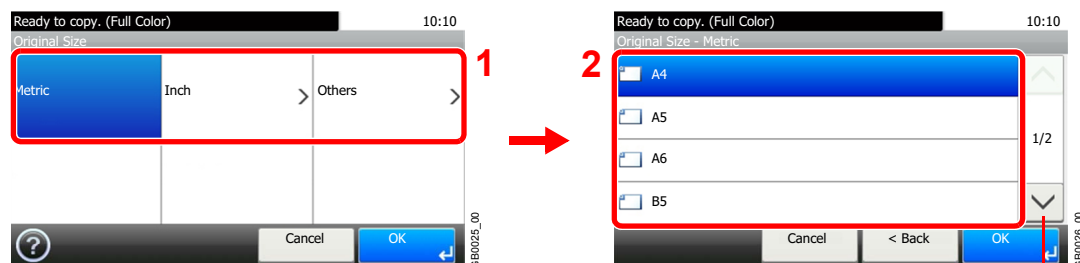 Ready to copy. (Full Color) 10:10
Original Size
Metric Inch Others
1
? Cancel OK
GB0025_00
Ready to copy. (Full Color) 10:10
Original Size - Metric
2
A4
A5
A6
B5
1/2
Cancel < Back OK
GB0026_00